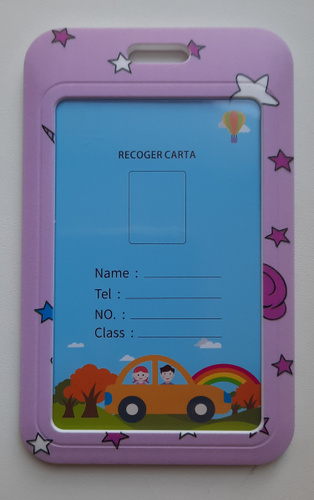 RECOGER CARTA
Name :
Tel :
NO. :
Class :